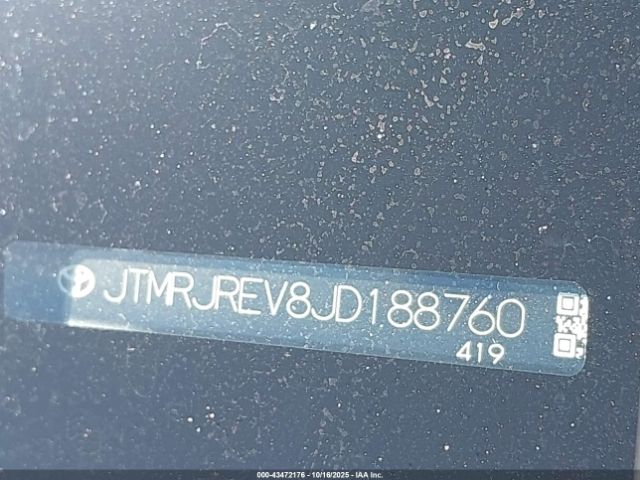 JTMRJREV8JD188760
419
000-43472176 - 10/16/2025 - IAA Inc.